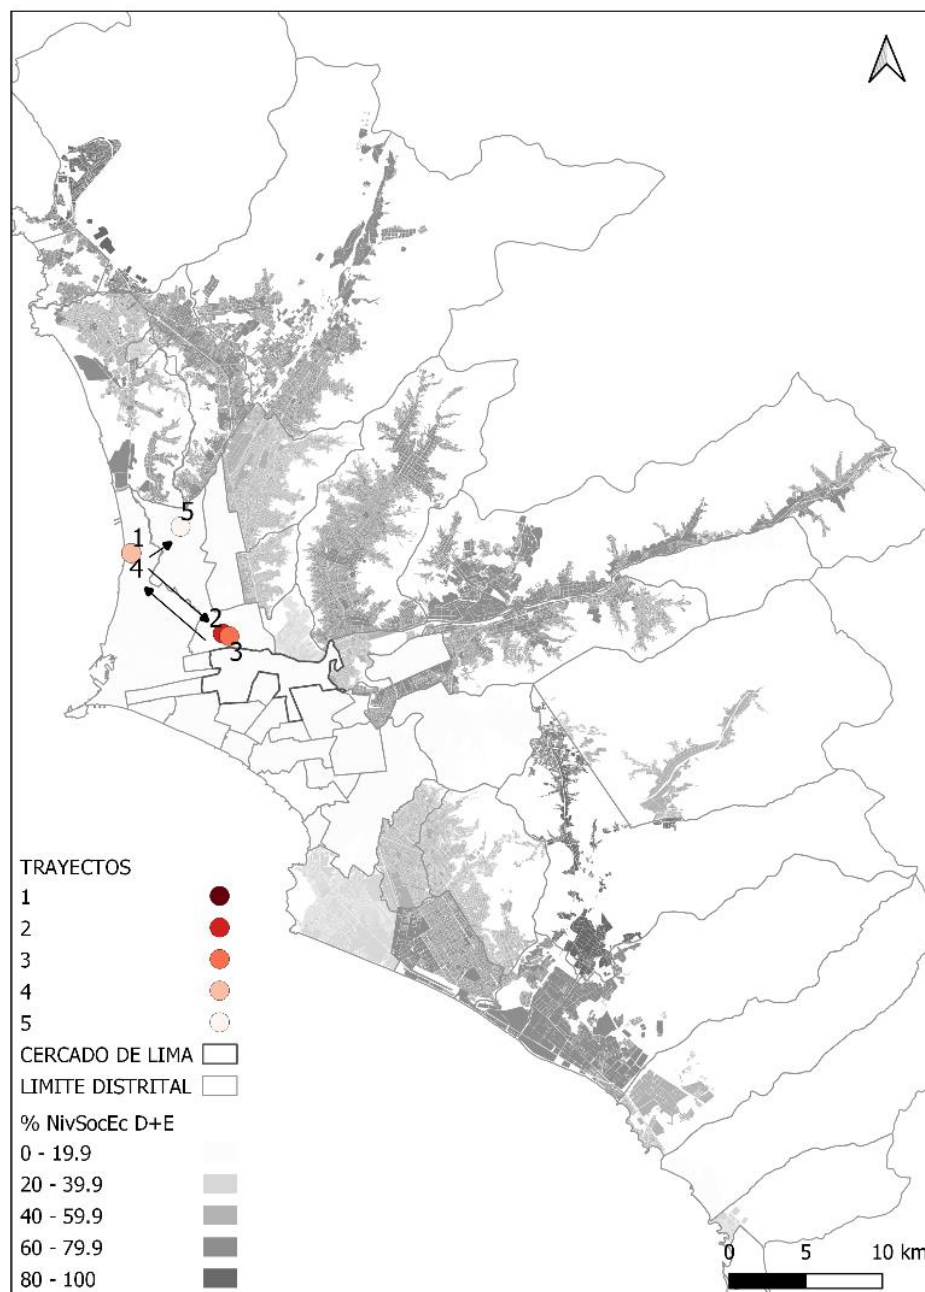 5
1
4
2
3
TRAYECTOS
1
2
3
4
5
CERCADO DE LIMA
LIMITE DISTRITAL
% NivSocEc D+E
0 - 19.9
20 - 39.9
40 - 59.9
60 - 79.9
80 - 100
0 5 10 km